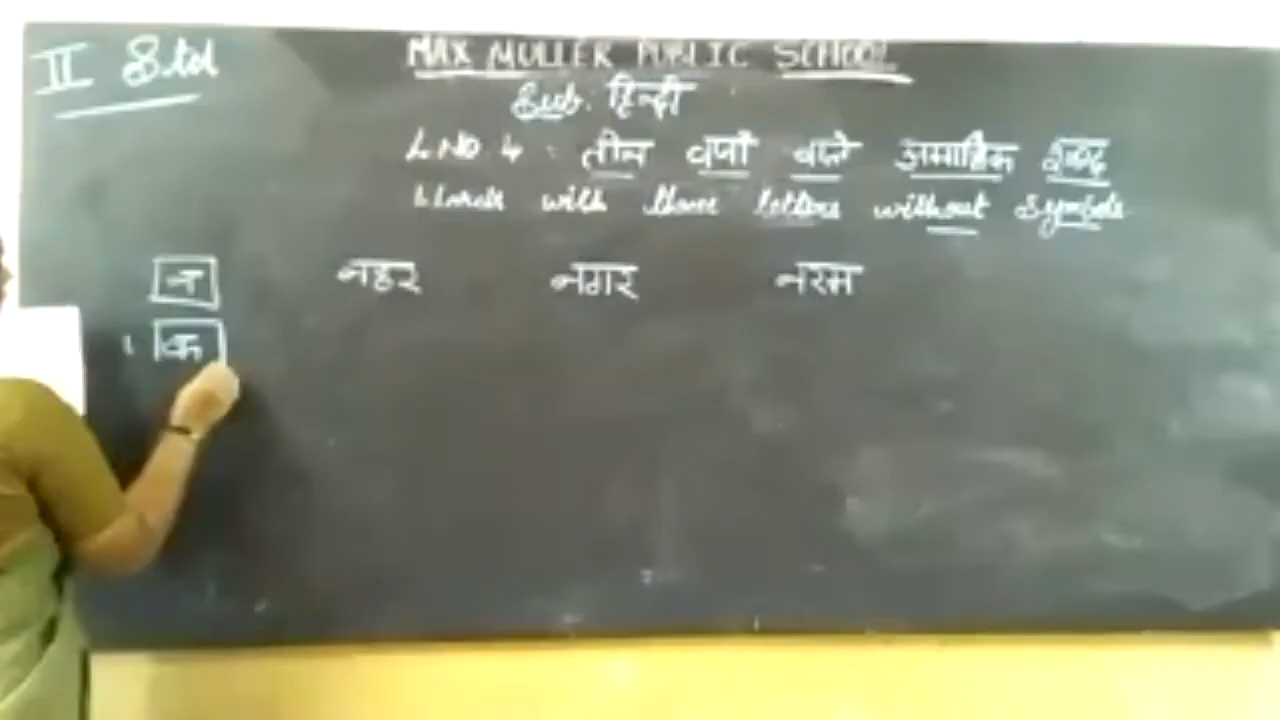 II Std
MAX MULLER PUBLIC SCHOOL
Sub. हिन्दी
L NO 4 : तीन वर्णों वाले अमात्रिक शब्द
Words with three letters without symbols
न नहर नगर नरम
क